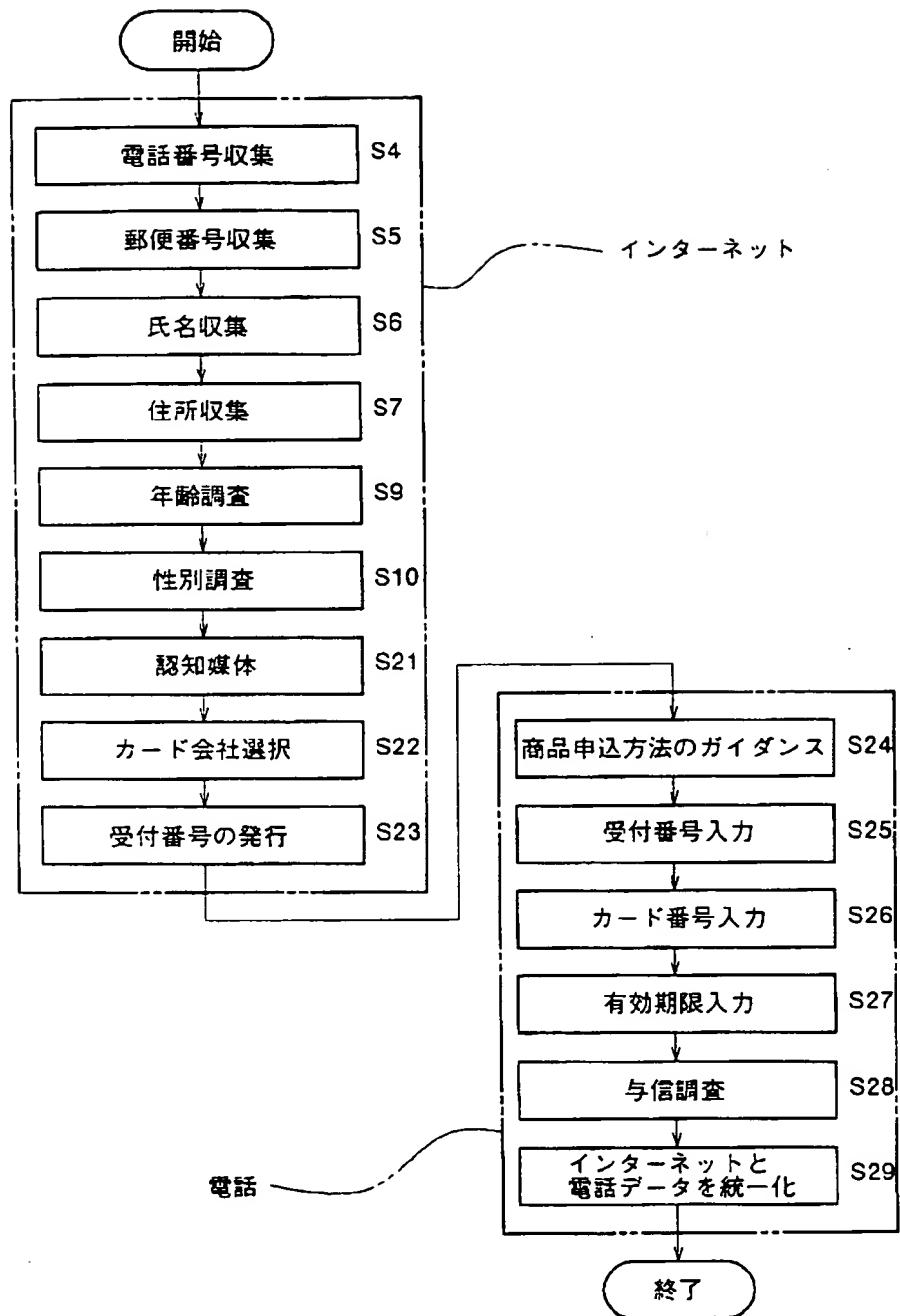 開始
電話番号収集 S4
郵便番号収集 S5
インターネット
氏名収集 S6
住所収集 S7
年齢調査 S9
性別調査 S10
認知媒体 S21
カード会社選択 S22
受付番号の発行 S23
商品申込方法のガイダンス S24
受付番号入力 S25
カード番号入力 S26
有効期限入力 S27
与信調査 S28
インターネットと
電話データを統一化 S29
電話
終了